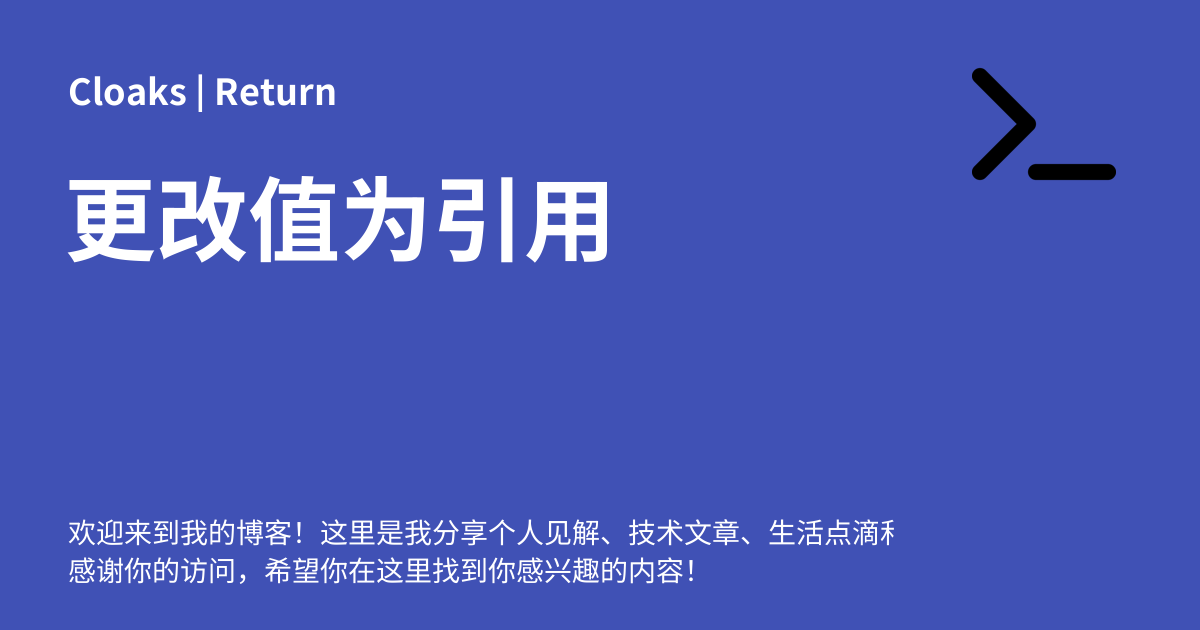 Cloaks | Return
更改值为引用
欢迎来到我的博客！这里是我分享个人见解、技术文章、生活点滴
感谢你的访问，希望你在这里找到你感兴趣的内容！